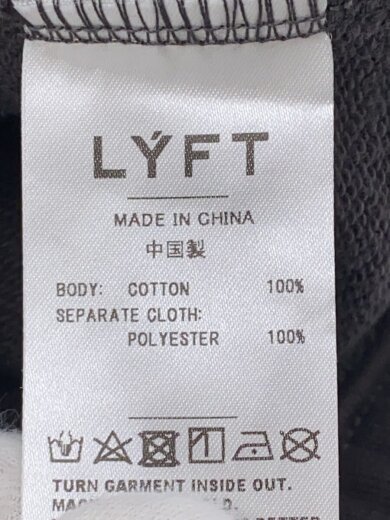 LÝFT
MADE IN CHINA
中国製
BODY: COTTON 100%
SEPARATE CLOTH:
POLYESTER 100%
TURN GARMENT INSIDE OUT.